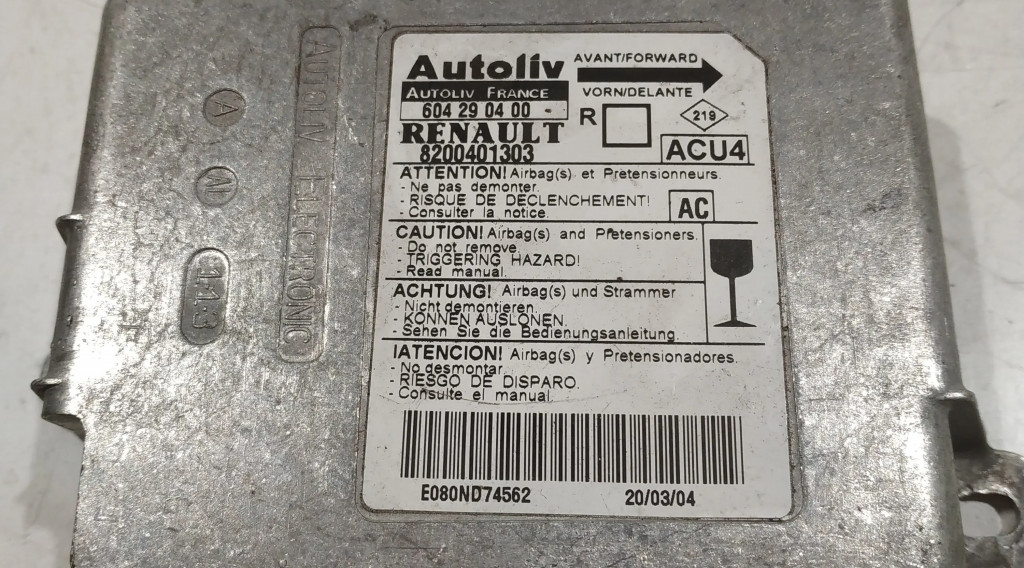 AUTOLIV ELECTRONIC
A
1-1-3
Autoliv
AUTOLIV FRANCE
604 29 04 00 -
RENAULT
8200401303
AVANT/FORWARD
VORN/DELANTE
R
219
ACU4
ATTENTION! Airbag(s) et Pretensionneurs.
- Ne pas demonter.
- RISQUE DE DECLENCHEMENT!
- Consulter la notice.
AC
CAUTION! Airbag(s) and Pretensioners.
- Do not remove.
- TRIGGERING HAZARD!
- Read manual.
ACHTUNG! Airbag(s) und Strammer
- Nicht demontieren.
- KONNEN AUSLONEN.
- Sehen Sie die Bedienungsanleitung.
IATENCION! Airbag(s) y Pretensionadores.
- No desmontar.
- RIESGO DE DISPARO.
- Consulte el manual.
E080ND74562
20/03/04